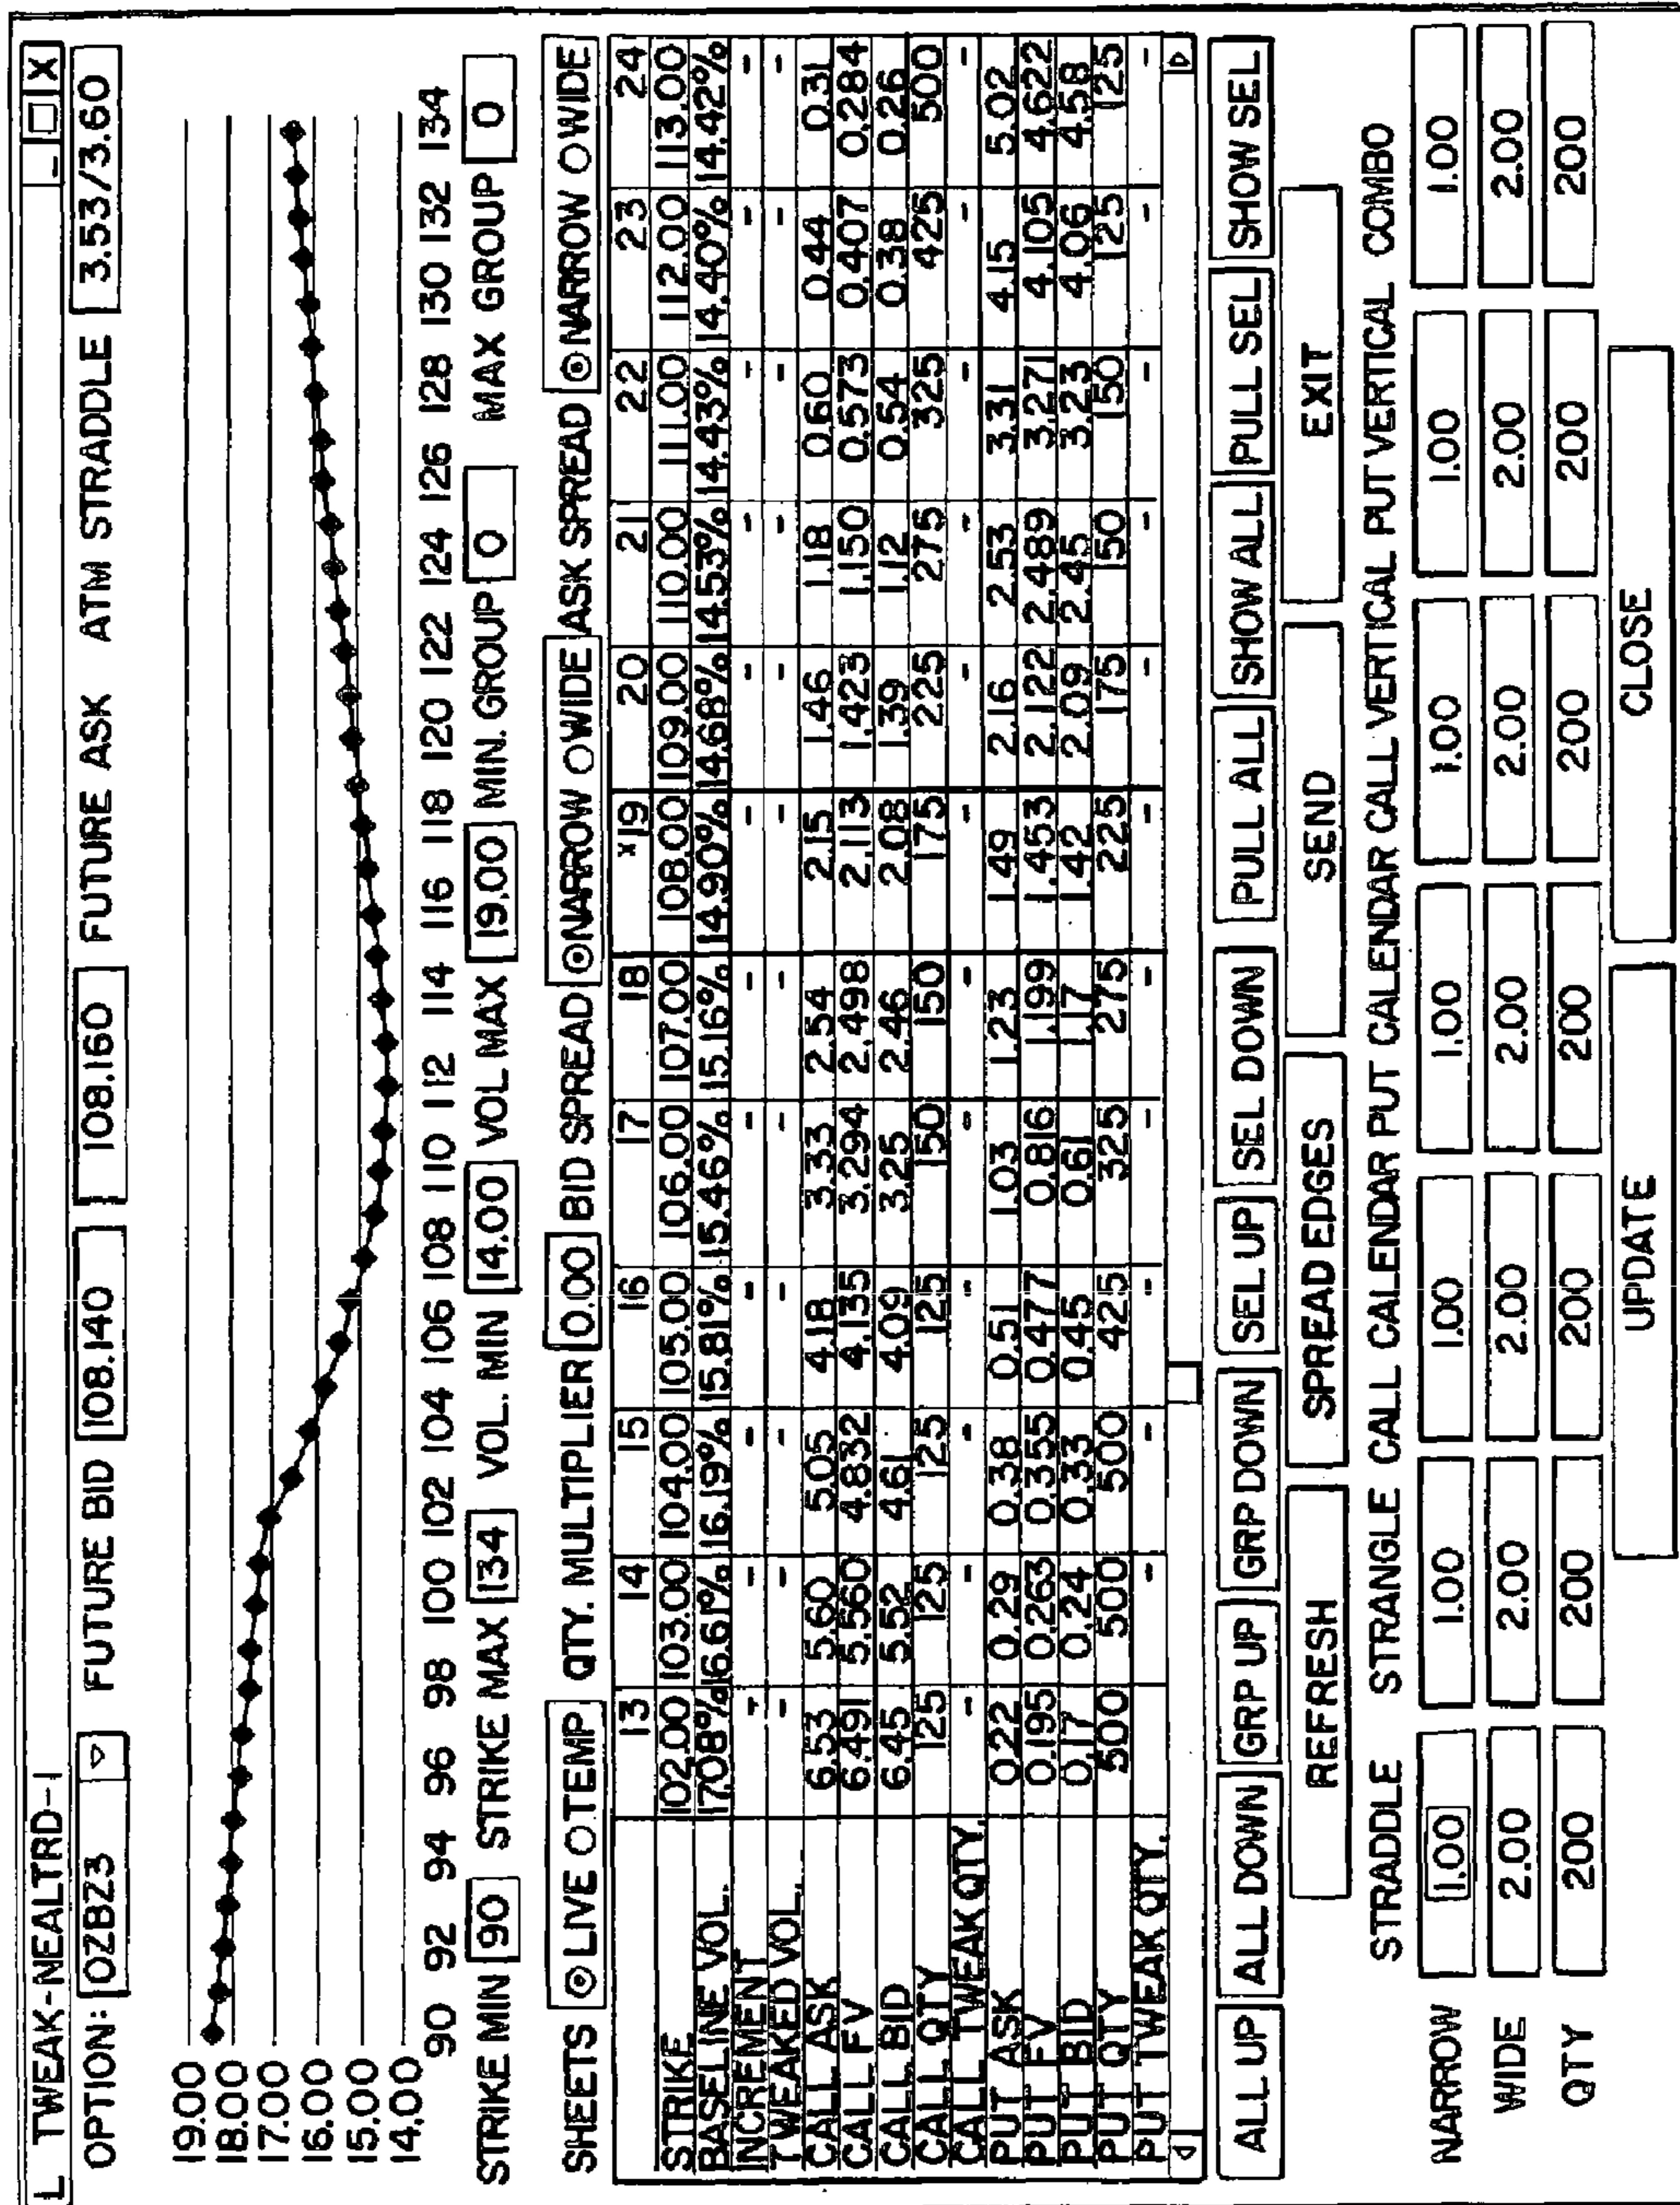 L TWEAK-NEALTRD-1 _ □ X
OPTION: OZBZ3 FUTURE BID 108.140 108.160 FUTURE ASK ATM STRADDLE 3.53/3.60
19.00
18.00
17.00
16.00
15.00
14.00
90 92 94 96 98 100 102 104 106 108 110 112 114 116 118 120 122 124 126 128 130 132 134
STRIKE MIN 90 STRIKE MAX 134 VOL. MIN 14.00 VOL MAX 19.00 MIN. GROUP 0 MAX GROUP 0
SHEETS LIVE TEMP QTY. MULTIPLIER 0.00 BID SPREAD NARROW WIDE ASK SPREAD NARROW WIDE
13 14 15 16 17 18 x19 20 21 22 23 24
STRIKE 102.00 103.00 104.00 105.00 106.00 107.00 108.00 109.00 110.00 111.00 112.00 113.00
BASELINE VOL. 17.08% 16.61% 16.19% 15.81% 15.46% 15.16% 14.90% 14.68% 14.53% 14.43% 14.40% 14.42%
INCREMENT - - - - - - - - - - - -
TWEAKED VOL. - - - - - - - - - - - -
CALL ASK 6.53 5.60 5.05 4.18 3.33 2.54 2.15 1.46 1.18 0.60 0.44 0.31
CALL FV 6.491 5.560 4.832 4.135 3.294 2.498 2.113 1.423 1.150 0.573 0.407 0.284
CALL BID 6.45 5.52 4.61 4.09 3.25 2.46 2.08 1.39 1.12 0.54 0.38 0.26
CALL QTY 125 125 125 125 150 150 175 225 275 325 425 500
CALL TWEAK QTY. - - - - - - - - - - - -
PUT ASK 0.22 0.29 0.38 0.51 1.03 1.23 1.49 2.16 2.53 3.31 4.15 5.02
PUT FV 0.195 0.263 0.355 0.477 0.816 1.199 1.453 2.122 2.489 3.271 4.105 4.622
PUT BID 0.17 0.24 0.33 0.45 0.61 1.17 1.42 2.09 2.45 3.23 4.06 4.58
PUT QTY 500 500 500 425 325 275 225 175 150 150 125 125
PUT TWEAK QTY. - - - - - - - - - - - -
ALL UP ALL DOWN GRP UP GRP DOWN SEL UP SEL DOWN PULL ALL SHOW ALL PULL SEL SHOW SEL
REFRESH SPREAD EDGES SEND EXIT
STRADDLE STRANGLE CALL CALENDAR PUT CALENDAR CALL VERTICAL PUT VERTICAL COMBO
NARROW 1.00 1.00 1.00 1.00 1.00 1.00 1.00
WIDE 2.00 2.00 2.00 2.00 2.00 2.00 2.00
QTY 200 200 200 200 200 200 200
UPDATE CLOSE